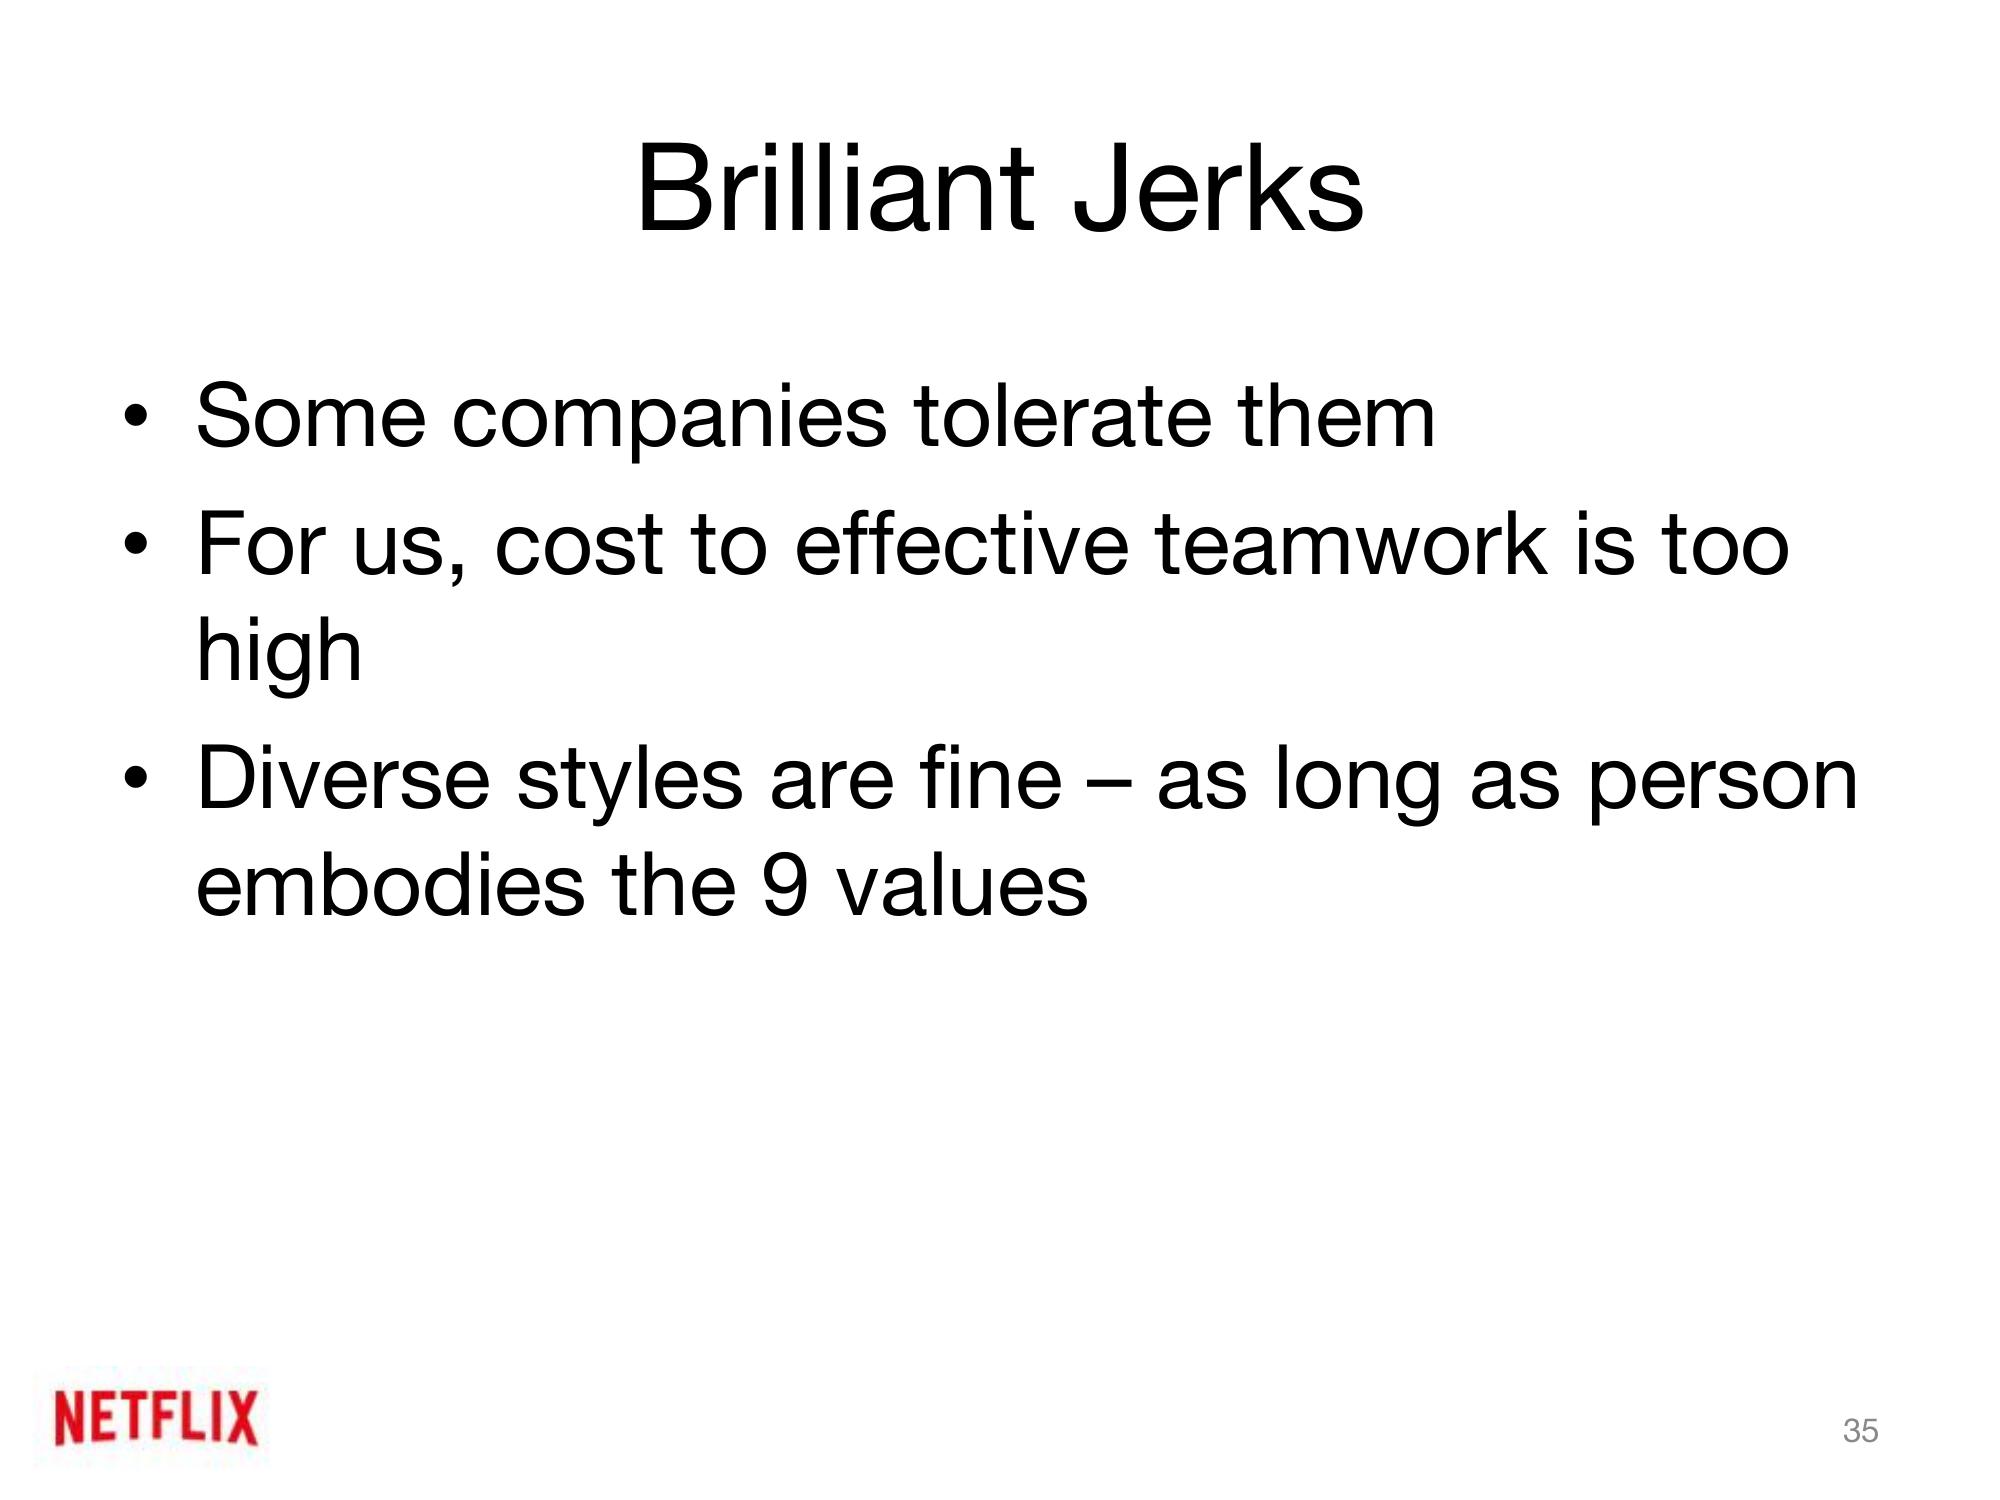 Brilliant Jerks
• Some companies tolerate them
• For us, cost to effective teamwork is too
high
• Diverse styles are fine – as long as person
embodies the 9 values
NETFLIX
35